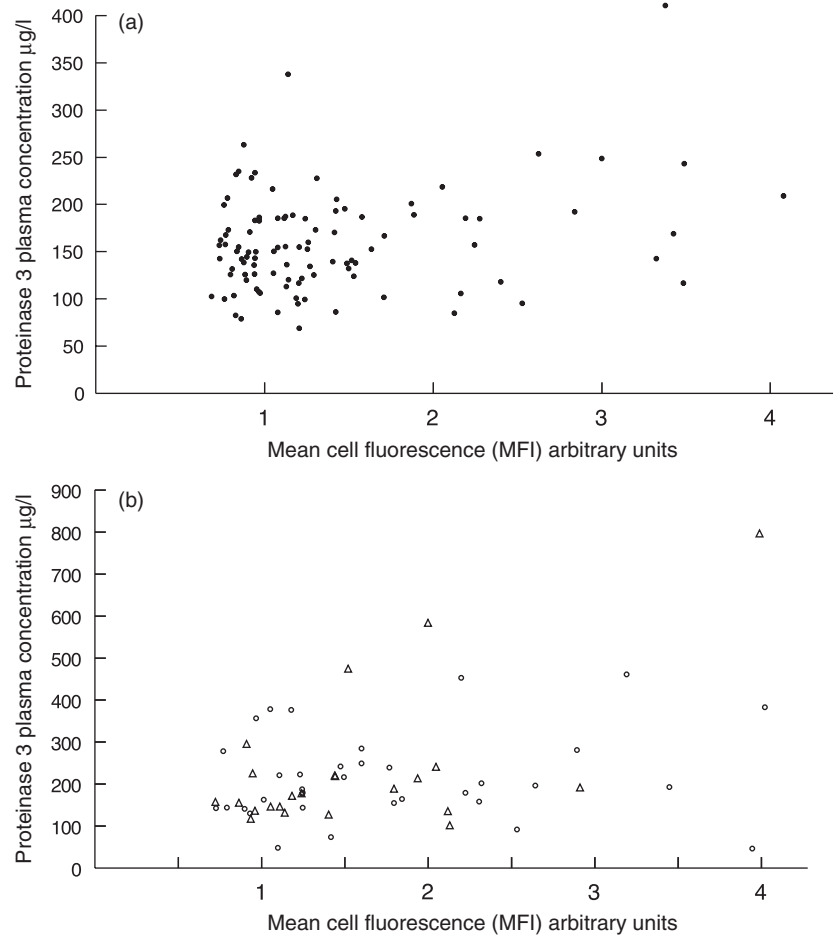 (a)
Proteinase 3 plasma concentration µg/l
400
350
300
250
200
150
100
50
0
1 2 3 4
Mean cell fluorescence (MFI) arbitrary units
(b)
Proteinase 3 plasma concentration µg/l
900
800
700
600
500
400
300
200
100
0
1 2 3 4
Mean cell fluorescence (MFI) arbitrary units